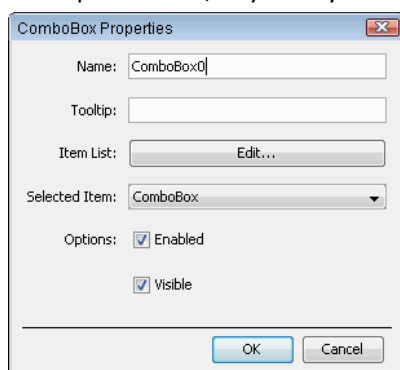 ComboBox Properties
Name: ComboBox0
Tooltip:
Item List: Edit...
Selected Item: ComboBox
Options: Enabled
Visible
OK Cancel